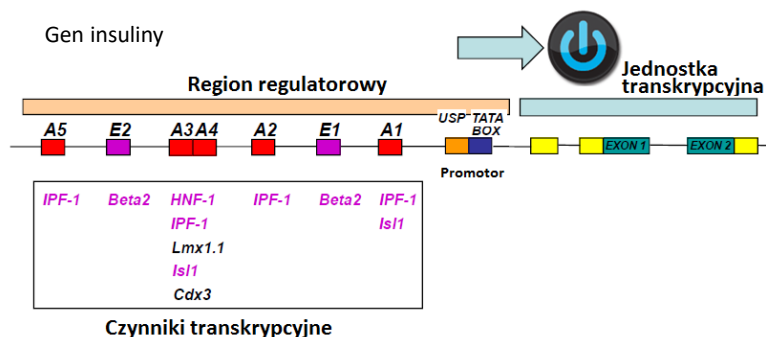 Gen insuliny
Region regulatorowy
Jednostka
transkrypcyjna
A5 E2 A3 A4 A2 E1 A1 USP TATA
BOX
EXON 1 EXON 2
Promotor
IPF-1 Beta2 HNF-1 IPF-1 Beta2 IPF-1
IPF-1 Isl1
Lmx1.1
Isl1
Cdx3
Czynniki transkrypcyjne